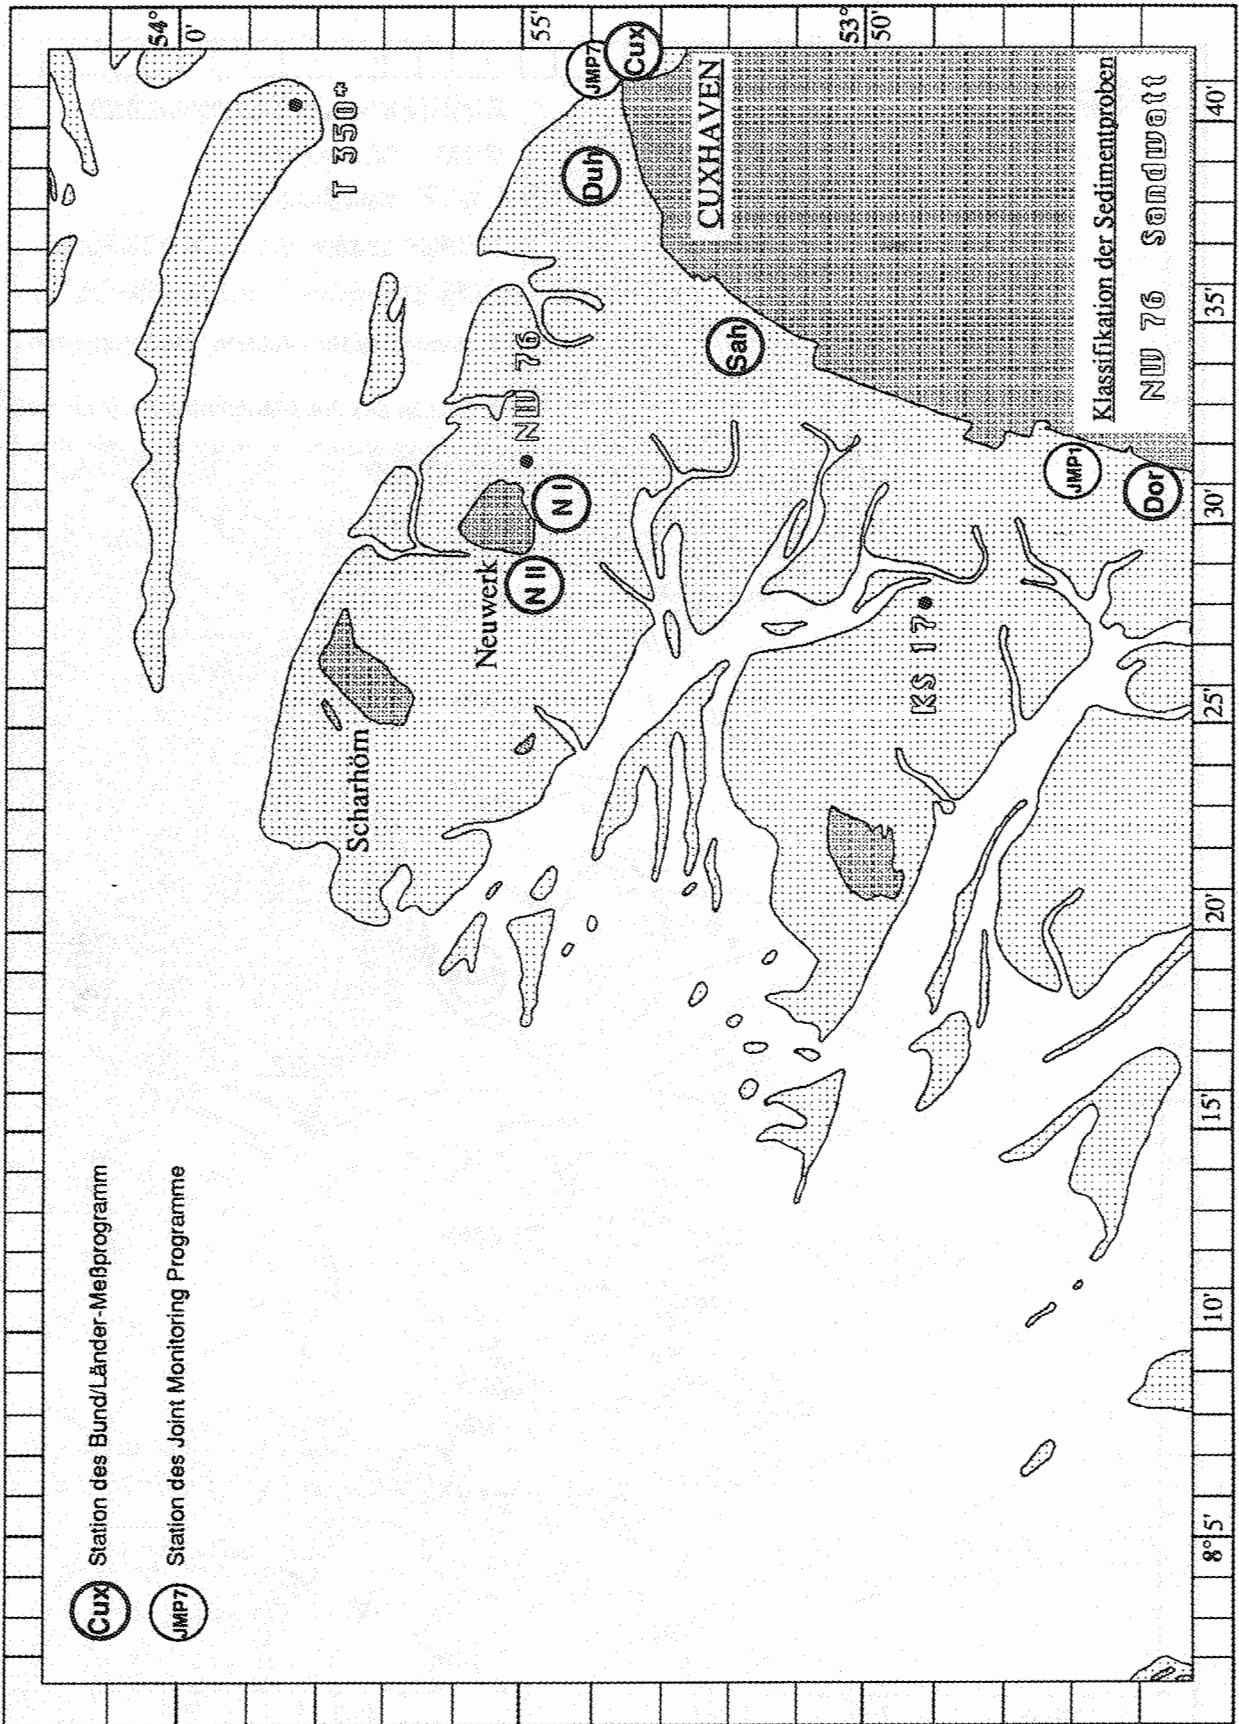 Cux Station des Bund/Länder-Meßprogramm
JMP7 Station des Joint Monitoring Programme
54°
0'
55'
53°
50'
T 350*
JMP7
Cux
Duh
CUXHAVEN
NW 76
Sah
Scharhörn
Neuwerk
N I
N II
KS 17
JMP1
Dor
Klassifikation der Sedimentproben
NW 76 Sandwatt
8° 5'
10'
15'
20'
25'
30'
35'
40'